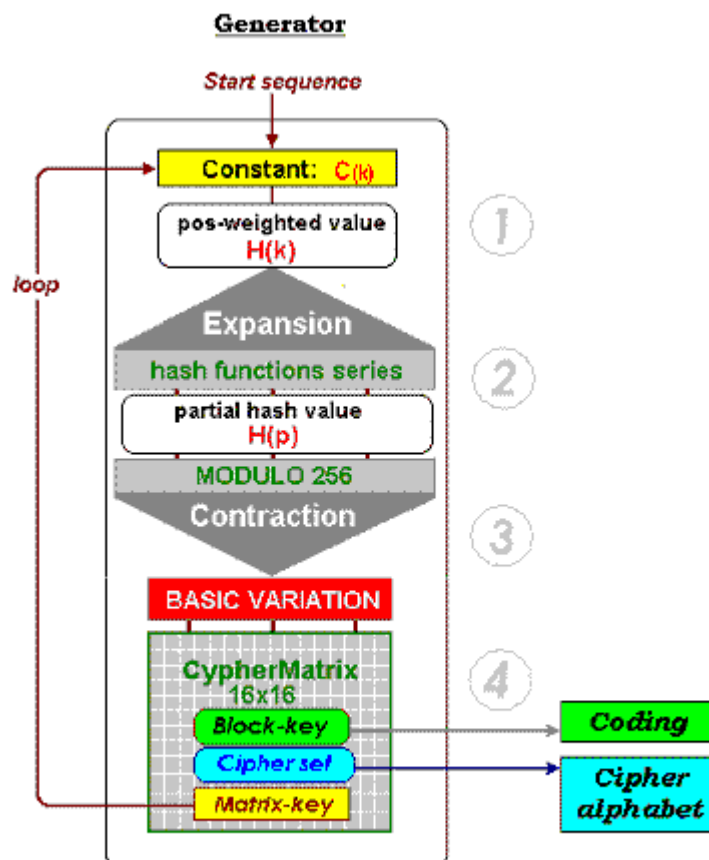 Generator
Start sequence
Constant: C(k)
pos-weighted value
H(k)
1
loop
Expansion
hash functions series
2
partial hash value
H(p)
MODULO 256
Contraction
3
BASIC VARIATION
CypherMatrix
16x16
4
Block-key
Coding
Cipher set
Cipher
alphabet
Matrix-key